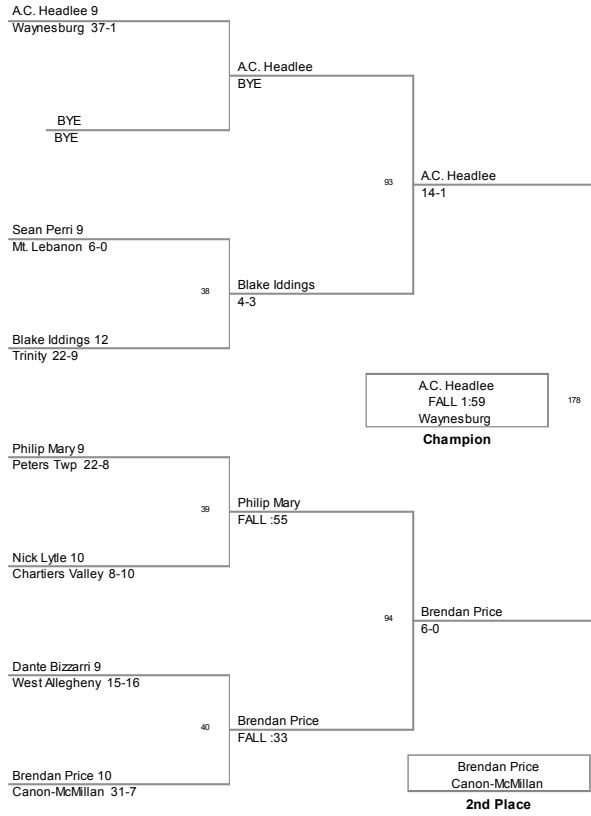 A.C. Headlee 9
Waynesburg 37-1
A.C. Headlee
BYE
BYE
BYE
93
A.C. Headlee
14-1
Sean Perri 9
Mt. Lebanon 6-0
38
Blake Iddings
4-3
Blake Iddings 12
Trinity 22-9
A.C. Headlee
FALL 1:59
Waynesburg
178
Champion
Philip Mary 9
Peters Twp 22-8
39
Philip Mary
FALL :55
Nick Lytle 10
Chartiers Valley 8-10
94
Brendan Price
6-0
Dante Bizzarri 9
West Allegheny 15-16
40
Brendan Price
FALL :33
Brendan Price 10
Canon-McMillan 31-7
Brendan Price
Canon-McMillan
2nd Place